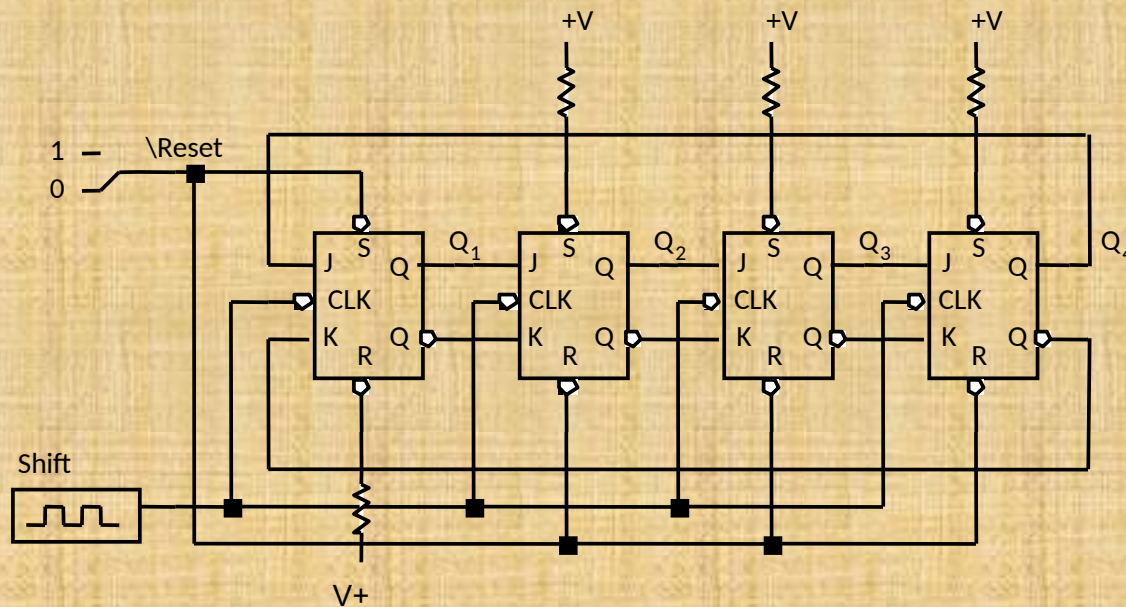 +V +V +V
1 \Reset
0
S S S S
J Q Q1 J Q Q2 J Q Q3 J Q
CLK CLK CLK CLK
K Q K Q K Q K Q
R R R R
Shift
V+